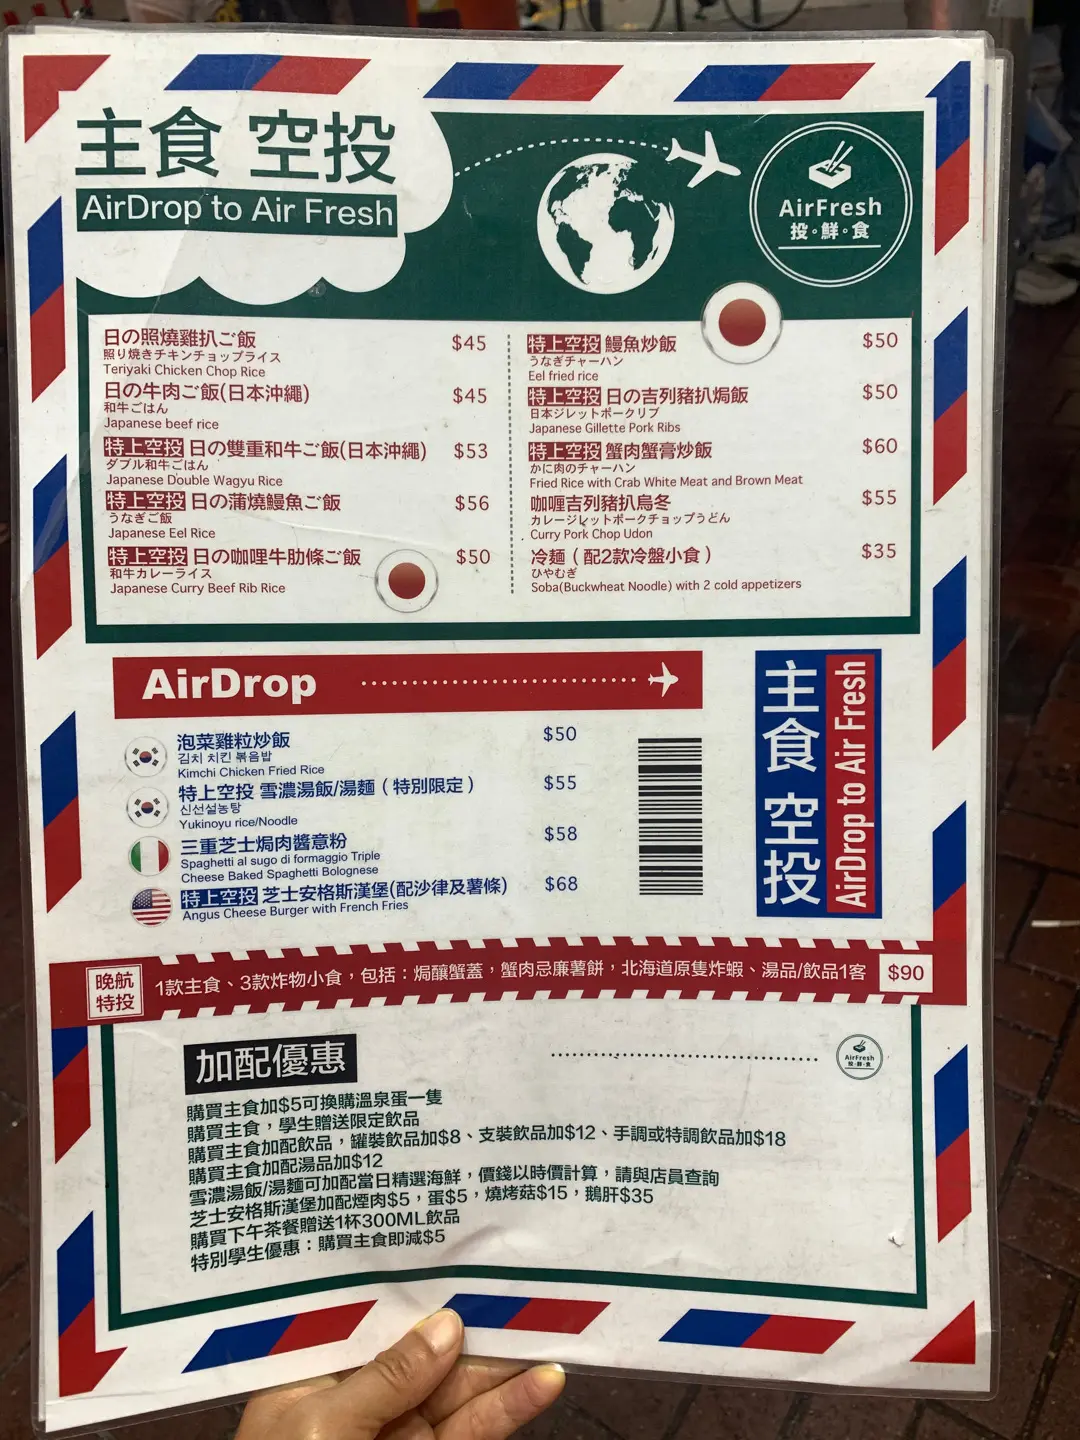 主食 空投
AirDrop to Air Fresh
AirFresh
投。鮮。食
日の照燒雞扒ご飯 $45
照り焼きチキンチョップライス
Teriyaki Chicken Chop Rice
日の牛肉ご飯(日本沖繩) $45
和牛ごはん
Japanese beef rice
特上空投 日の雙重和牛ご飯(日本沖繩) $53
ダブル和牛ごはん
Japanese Double Wagyu Rice
特上空投 日の蒲燒鰻魚ご飯 $56
うなぎご飯
Japanese Eel Rice
特上空投 日の咖哩牛肋條ご飯 $50
和牛カレーライス
Japanese Curry Beef Rib Rice
特上空投 鰻魚炒飯 $50
うなぎチャーハン
Eel fried rice
特上空投 日の吉列豬扒焗飯 $50
日本ジレットポークリブ
Japanese Gillette Pork Ribs
特上空投 蟹肉蟹膏炒飯 $60
かに肉のチャーハン
Fried Rice with Crab White Meat and Brown Meat
咖喱吉列豬扒烏冬 $55
カレージレットポークチョップうどん
Curry Pork Chop Udon
冷麵（配2款冷盤小食） $35
ひやむぎ
Soba(Buckwheat Noodle) with 2 cold appetizers
AirDrop
泡菜雞粒炒飯 $50
김치 치킨 볶음밥
Kimchi Chicken Fried Rice
特上空投 雪濃湯飯/湯麵（特別限定） $55
신선설농탕
Yukinoyu rice/Noodle
三重芝士焗肉醬意粉 $58
Spaghetti al sugo di formaggio Triple
Cheese Baked Spaghetti Bolognese
特上空投 芝士安格斯漢堡(配沙律及薯條) $68
Angus Cheese Burger with French Fries
主食 空投
AirDrop to Air Fresh
晚航
特投
1款主食、3款炸物小食，包括：焗釀蟹蓋，蟹肉忌廉薯餅，北海道原隻炸蝦、湯品/飲品1客 $90
加配優惠
AirFresh
投。鮮。食
購買主食加$5可換購溫泉蛋一隻
購買主食，學生贈送限定飲品
購買主食加配飲品，罐裝飲品加$8、支裝飲品加$12、手調或特調飲品加$18
購買主食加配湯品加$12
雪濃湯飯/湯麵可加配當日精選海鮮，價錢以時價計算，請與店員查詢
芝士安格斯漢堡加配煙肉$5，蛋$5，燒烤菇$15，鵝肝$35
購買下午茶餐贈送1杯300ML飲品
特別學生優惠：購買主食即減$5